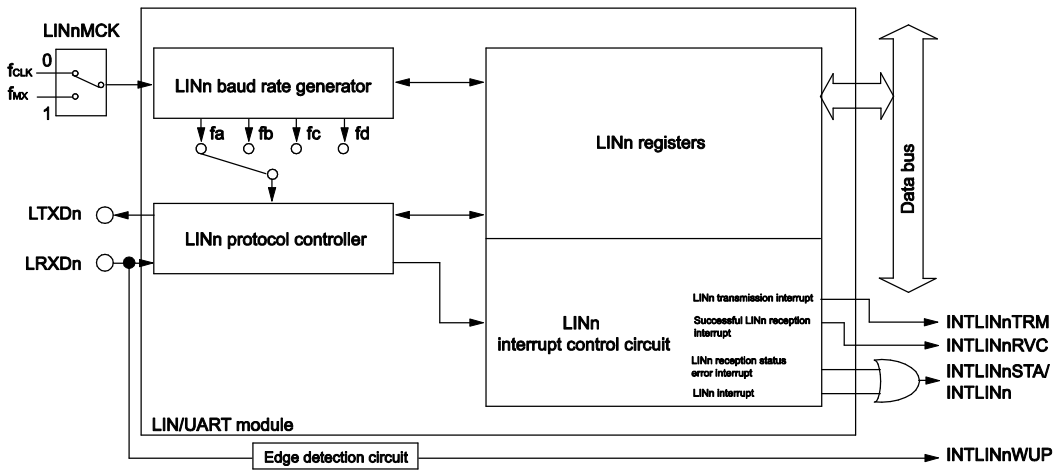 LINnMCK
0
fCLK
fMX
1
LINn baud rate generator
fa fb fc fd
LINn registers
Data bus
LTXDn
LRXDn
LINn protocol controller
LINn
interrupt control circuit
LINn transmission interrupt
Successful LINn reception
interrupt
LINn reception status
error interrupt
LINn interrupt
INTLINnTRM
INTLINnRVC
INTLINnSTA/
INTLINn
LIN/UART module
Edge detection circuit
INTLINnWUP